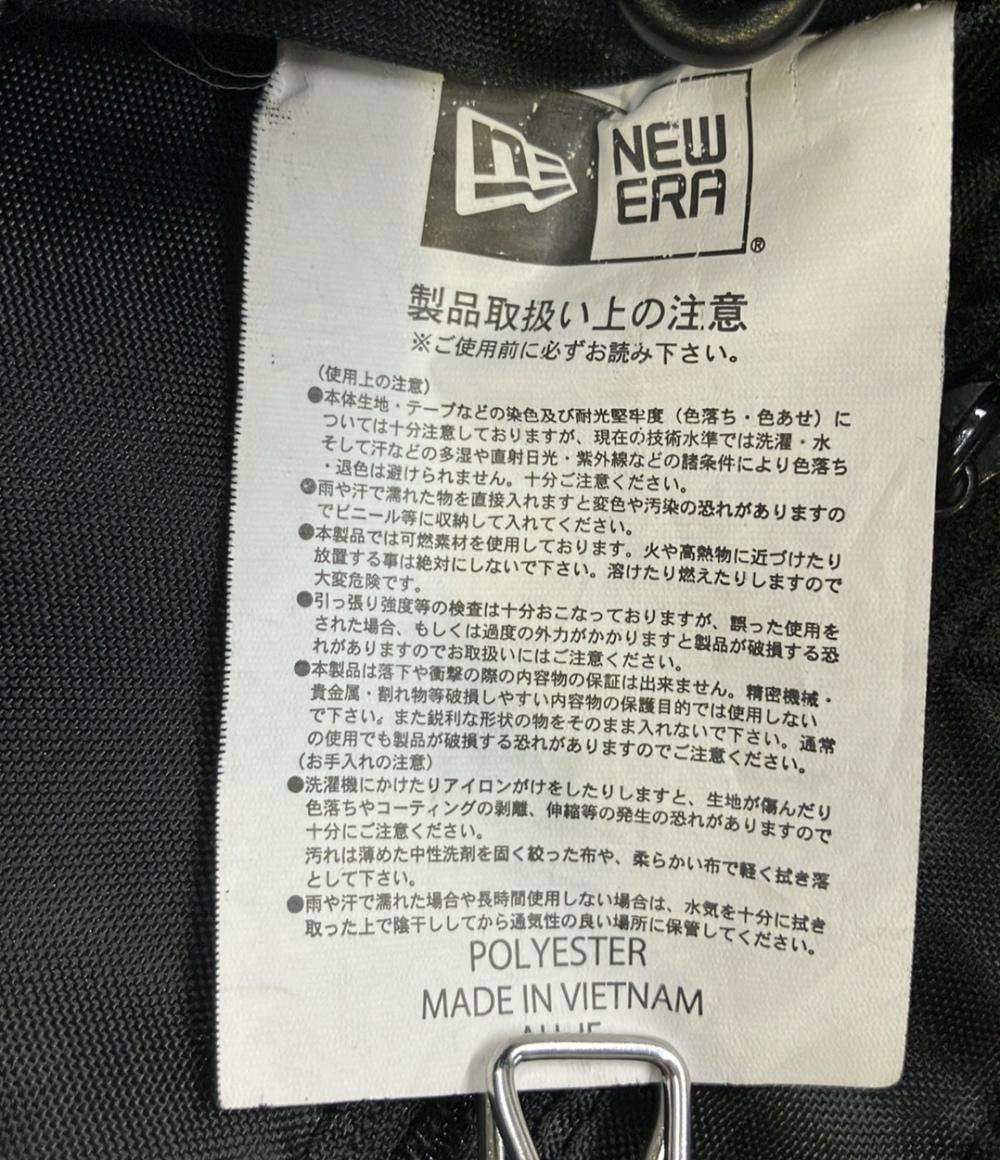 NEW
ERA
®
製品取扱い上の注意
※ご使用前に必ずお読み下さい。
(使用上の注意)
●本体生地・テープなどの染色及び耐光堅牢度（色落ち・色あせ）に
ついては十分注意しておりますが、現在の技術水準では洗濯・水
そして汗などの多湿や直射日光・紫外線などの諸条件により色落ち
・退色は避けられません。十分ご注意ください。
●雨や汗で濡れた物を直接入れますと変色や汚染の恐れがありますの
でビニール等に収納して入れてください。
●本製品では可燃素材を使用しております。火や高熱物に近づけたり
放置する事は絶対にしないで下さい。溶けたり燃えたりしますので
大変危険です。
●引っ張り強度等の検査は十分おこなっておりますが、誤った使用を
された場合、もしくは過度の外力がかかりますと製品が破損する恐
れがありますのでお取扱いにはご注意ください。
●本製品は落下や衝撃の際の内容物の保証は出来ません。精密機械・
貴金属・割れ物等破損しやすい内容物の保護目的では使用しない
で下さい。また鋭利な形状の物をそのまま入れないで下さい。通常
の使用でも製品が破損する恐れがありますのでご注意ください。
(お手入れの注意)
●洗濯機にかけたりアイロンがけをしたりしますと、生地が傷んだり
色落ちやコーティングの剥離、伸縮等の発生の恐れがありますので
十分にご注意ください。
汚れは薄めた中性洗剤を固く絞った布や、柔らかい布で軽く拭き落
として下さい。
●雨や汗で濡れた場合や長時間使用しない場合は、水気を十分に拭き
取った上で陰干ししてから通気性の良い場所に保管してください。
POLYESTER
MADE IN VIETNAM